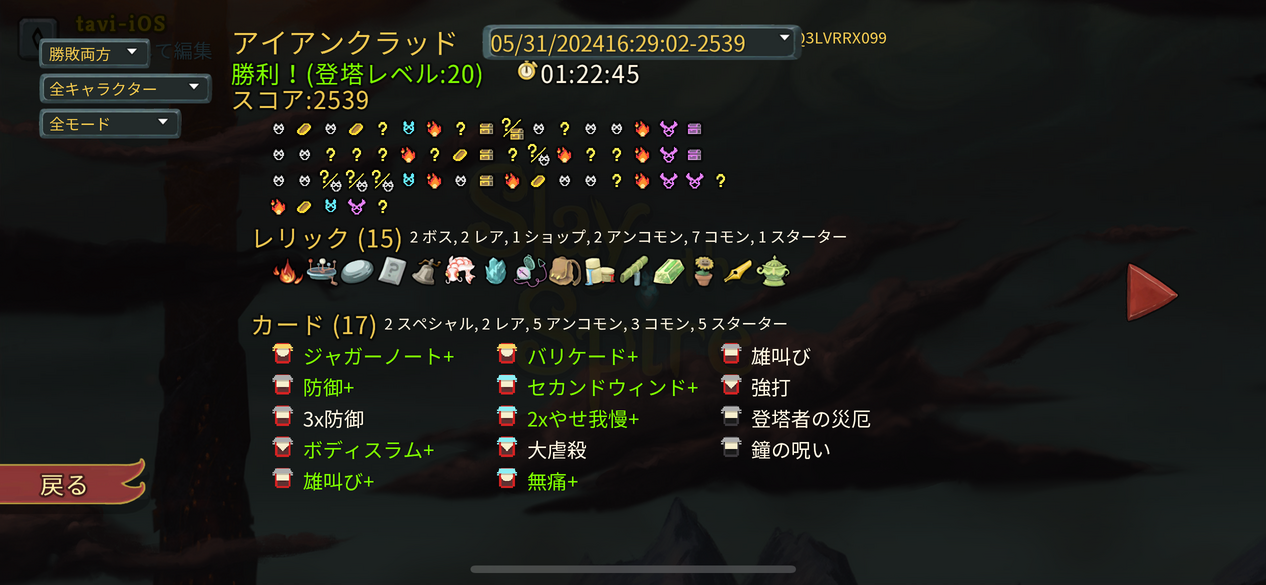 tavi-iOS
勝敗両方
て編集
アイアンクラッド
05/31/202416:29:02-2539
Q3LVRRX099
全キャラクター
勝利！(登塔レベル:20)
01:22:45
全モード
スコア:2539
レリック (15) 2 ボス, 2 レア, 1 ショップ, 2 アンコモン, 7 コモン, 1 スターター
カード (17) 2 スペシャル, 2 レア, 5 アンコモン, 3 コモン, 5 スターター
ジャガーノート+ バリケード+ 雄叫び
防御+ セカンドウィンド+ 強打
3x防御 2xやせ我慢+ 登塔者の災厄
ボディスラム+ 大虐殺 鐘の呪い
雄叫び+ 無痛+
戻る
Slay
the
Spire